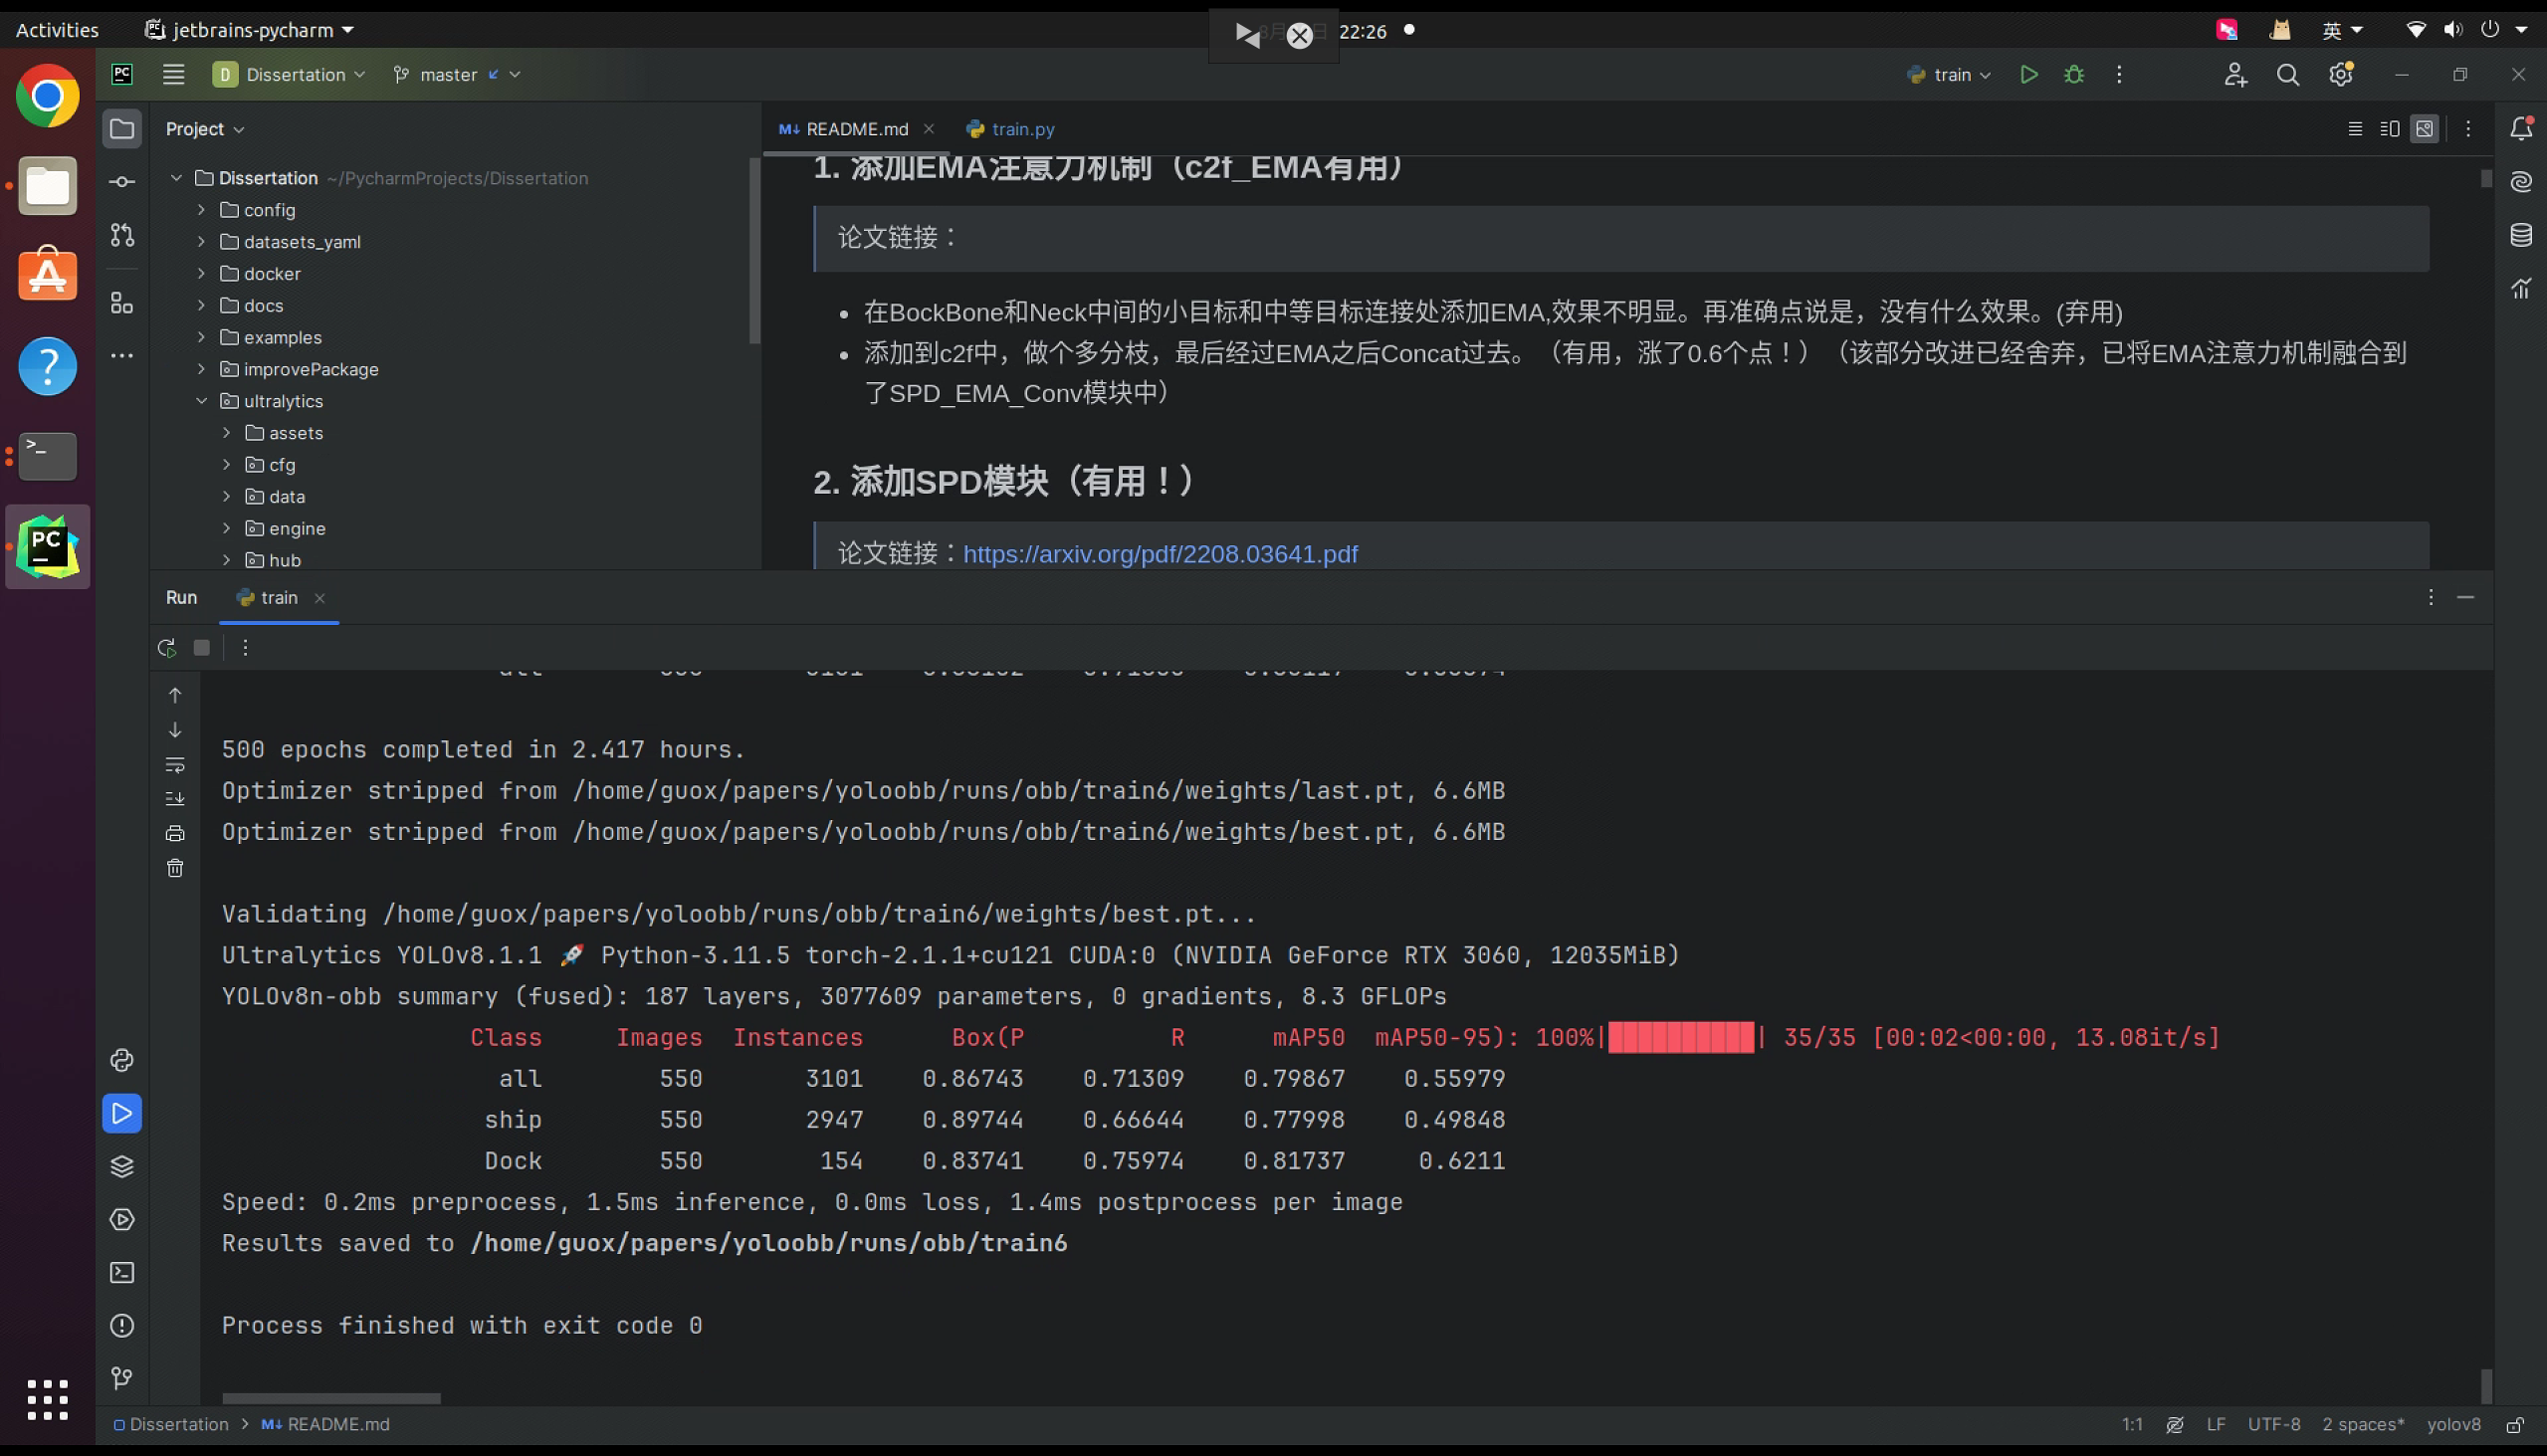 Activities
jetbrains-pycharm
22:26
英
PC
D Dissertation
master
train
Project
README.md
train.py
Dissertation ~/PycharmProjects/Dissertation
config
datasets_yaml
docker
docs
examples
improvePackage
ultralytics
assets
cfg
data
engine
hub
1. 添加EMA注意力机制（c2f_EMA有用）
论文链接：
• 在BockBone和Neck中间的小目标和中等目标连接处添加EMA,效果不明显。再准确点说是，没有什么效果。(弃用)
• 添加到c2f中，做个多分枝，最后经过EMA之后Concat过去。（有用，涨了0.6个点！）（该部分改进已经舍弃，已将EMA注意力机制融合到
了SPD_EMA_Conv模块中）
2. 添加SPD模块（有用！）
论文链接：https://arxiv.org/pdf/2208.03641.pdf
PC
Run
train
500 epochs completed in 2.417 hours.
Optimizer stripped from /home/guox/papers/yoloobb/runs/obb/train6/weights/last.pt, 6.6MB
Optimizer stripped from /home/guox/papers/yoloobb/runs/obb/train6/weights/best.pt, 6.6MB
Validating /home/guox/papers/yoloobb/runs/obb/train6/weights/best.pt...
Ultralytics YOLOv8.1.1 🚀 Python-3.11.5 torch-2.1.1+cu121 CUDA:0 (NVIDIA GeForce RTX 3060, 12035MiB)
YOLOv8n-obb summary (fused): 187 layers, 3077609 parameters, 0 gradients, 8.3 GFLOPs
Class Images Instances Box(P R mAP50 mAP50-95): 100%|██████████| 35/35 [00:02<00:00, 13.08it/s]
all 550 3101 0.86743 0.71309 0.79867 0.55979
ship 550 2947 0.89744 0.66644 0.77998 0.49848
Dock 550 154 0.83741 0.75974 0.81737 0.6211
Speed: 0.2ms preprocess, 1.5ms inference, 0.0ms loss, 1.4ms postprocess per image
Results saved to /home/guox/papers/yoloobb/runs/obb/train6
Process finished with exit code 0
Dissertation > README.md
1:1 LF UTF-8 2 spaces* yolov8